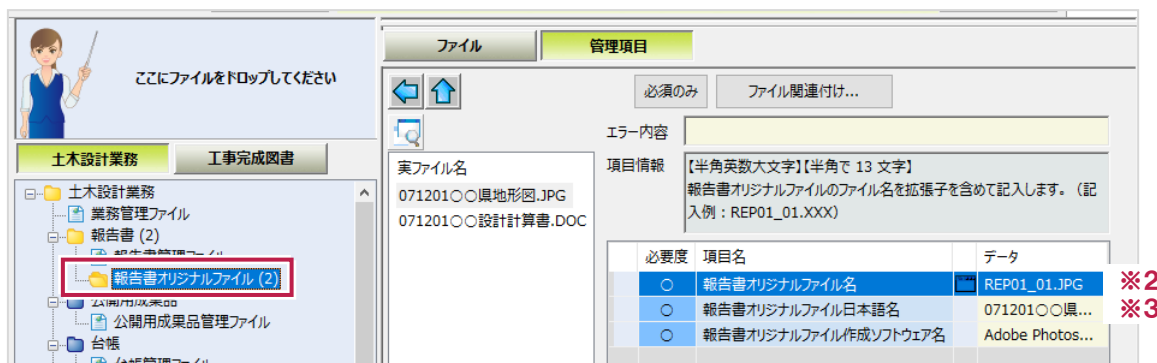 ここにファイルをドロップしてください
土木設計業務
工事完成図書
土木設計業務
業務管理ファイル
報告書 (2)
報告書オリジナルファイル (2)
公開用成果品
公開用成果品管理ファイル
台帳
ファイル
管理項目
必須のみ
ファイル関連付け...
エラー内容
実ファイル名
071201○○県地形図.JPG
071201○○設計計算書.DOC
項目情報
【半角英数大文字】【半角で 13 文字】
報告書オリジナルファイルのファイル名を拡張子を含めて記入します。（記
入例：REP01_01.XXX）
必要度 項目名 データ
○ 報告書オリジナルファイル名 REP01_01.JPG ※2
○ 報告書オリジナルファイル日本語名 071201○○県... ※3
○ 報告書オリジナルファイル作成ソフトウェア名 Adobe Photos...